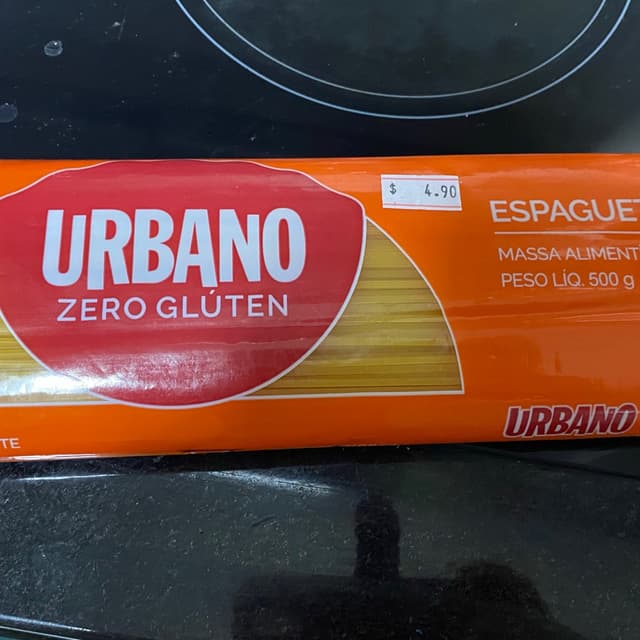 URBANO
ZERO GLÚTEN
$ 4.90
ESPAGUET
MASSA ALIMENT
PESO LÍQ. 500 g
URBANO
TE